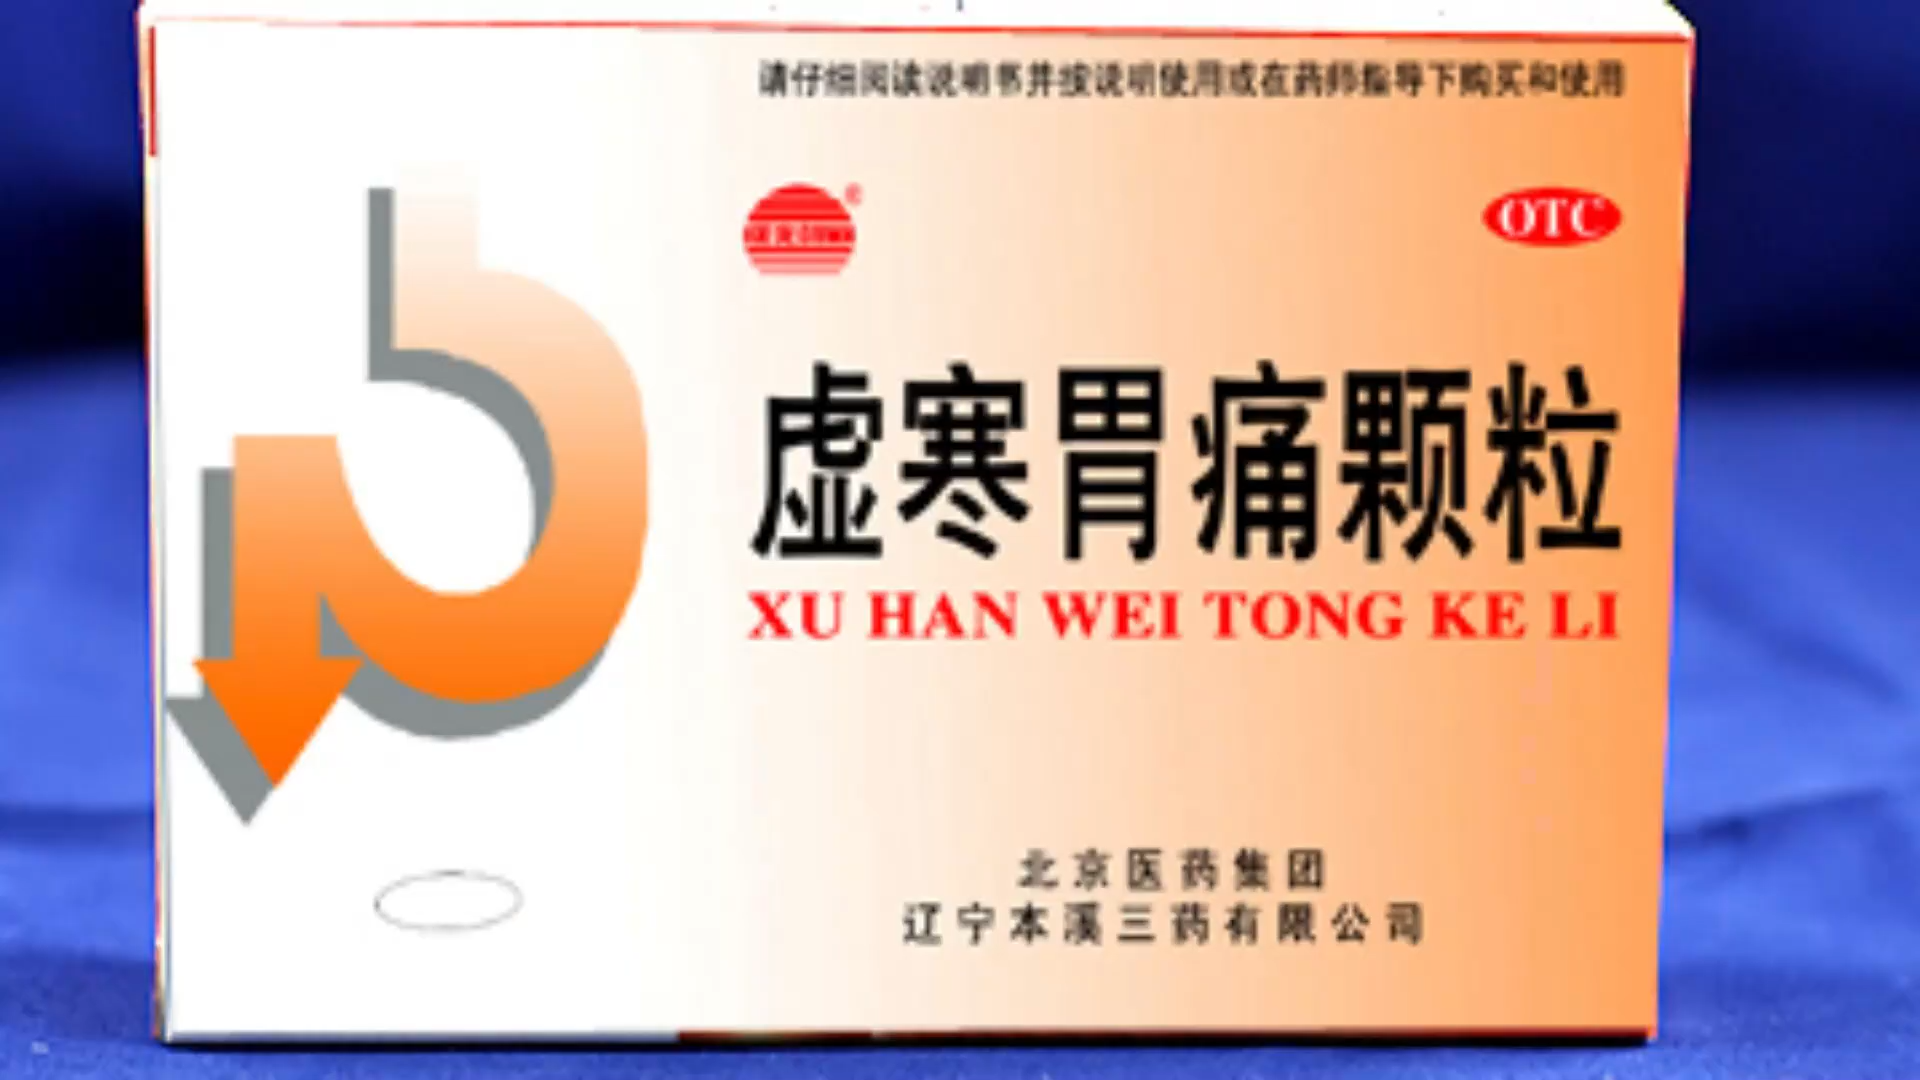 请仔细阅读说明书并按说明使用或在药师指导下购买和使用
OTC
虚寒胃痛颗粒
XU HAN WEI TONG KE LI
北京医药集团
辽宁本溪三药有限公司